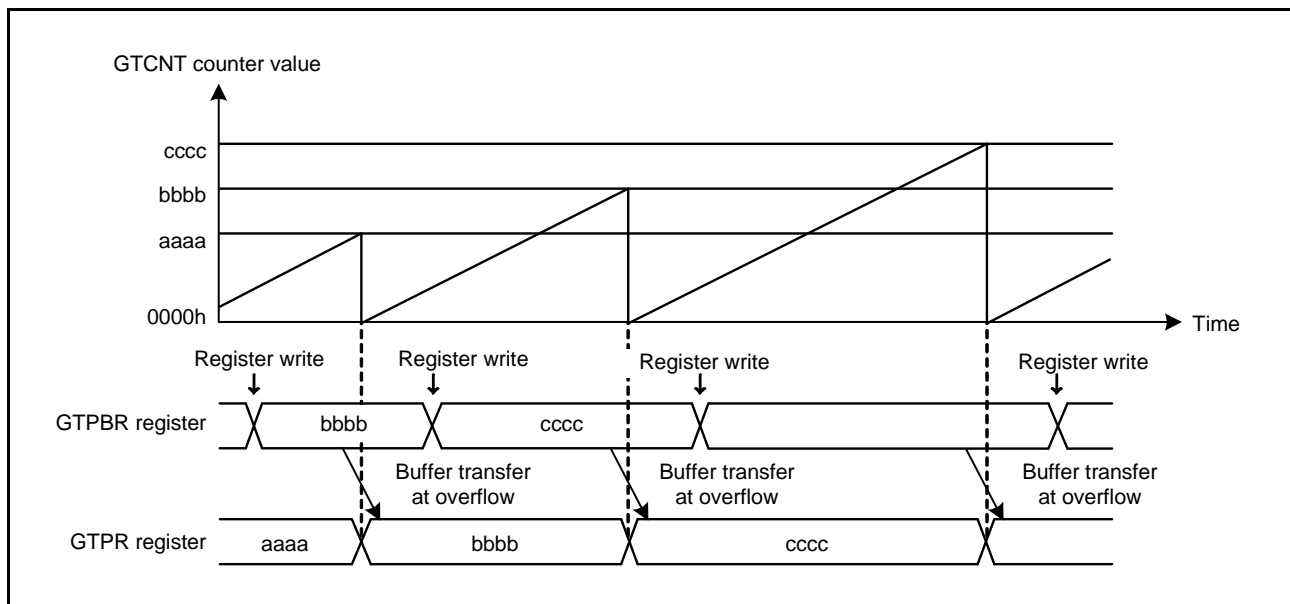 GTCNT counter value
cccc
bbbb
aaaa
0000h
Time
Register write Register write Register write Register write
GTPBR register bbbb cccc
Buffer transfer Buffer transfer Buffer transfer
at overflow at overflow at overflow
GTPR register aaaa bbbb cccc